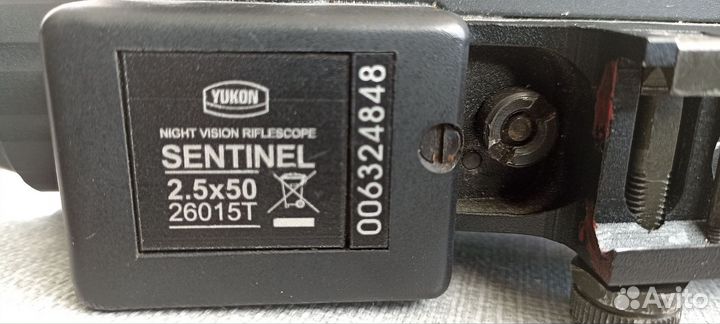 YUKON
NIGHT VISION RIFLESCOPE
SENTINEL
2.5x50
26015T
006324848
Avito